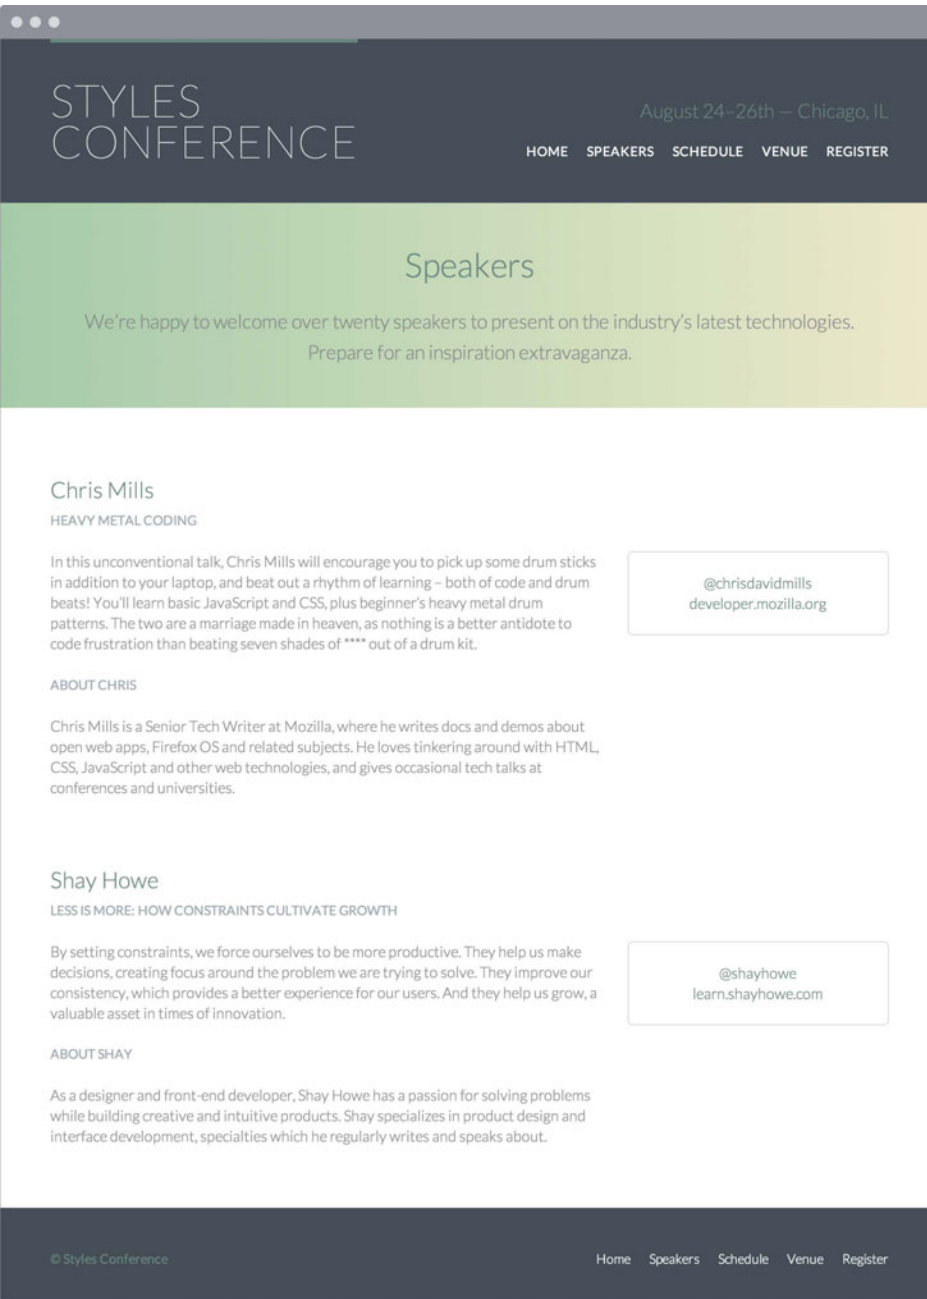 STYLES
CONFERENCE
August 24–26th — Chicago, IL
HOME SPEAKERS SCHEDULE VENUE REGISTER
Speakers
We're happy to welcome over twenty speakers to present on the industry's latest technologies.
Prepare for an inspiration extravaganza.
Chris Mills
HEAVY METAL CODING
In this unconventional talk, Chris Mills will encourage you to pick up some drum sticks
in addition to your laptop, and beat out a rhythm of learning – both of code and drum
beats! You'll learn basic JavaScript and CSS, plus beginner's heavy metal drum
patterns. The two are a marriage made in heaven, as nothing is a better antidote to
code frustration than beating seven shades of **** out of a drum kit.
@chrisdavidmills
developer.mozilla.org
ABOUT CHRIS
Chris Mills is a Senior Tech Writer at Mozilla, where he writes docs and demos about
open web apps, Firefox OS and related subjects. He loves tinkering around with HTML,
CSS, JavaScript and other web technologies, and gives occasional tech talks at
conferences and universities.
Shay Howe
LESS IS MORE: HOW CONSTRAINTS CULTIVATE GROWTH
By setting constraints, we force ourselves to be more productive. They help us make
decisions, creating focus around the problem we are trying to solve. They improve our
consistency, which provides a better experience for our users. And they help us grow, a
valuable asset in times of innovation.
@shayhowe
learn.shayhowe.com
ABOUT SHAY
As a designer and front-end developer, Shay Howe has a passion for solving problems
while building creative and intuitive products. Shay specializes in product design and
interface development, specialties which he regularly writes and speaks about.
© Styles Conference
Home Speakers Schedule Venue Register